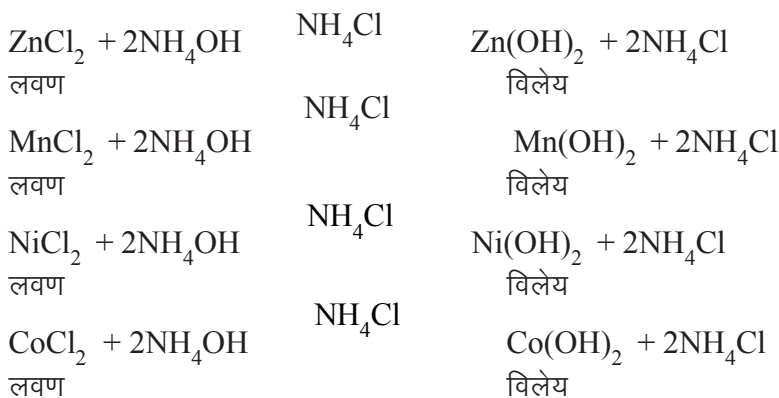 ZnCl₂ + 2NH₄OH NH₄Cl Zn(OH)₂ + 2NH₄Cl
लवण विलेय
MnCl₂ + 2NH₄OH NH₄Cl Mn(OH)₂ + 2NH₄Cl
लवण विलेय
NiCl₂ + 2NH₄OH NH₄Cl Ni(OH)₂ + 2NH₄Cl
लवण विलेय
CoCl₂ + 2NH₄OH NH₄Cl Co(OH)₂ + 2NH₄Cl
लवण विलेय